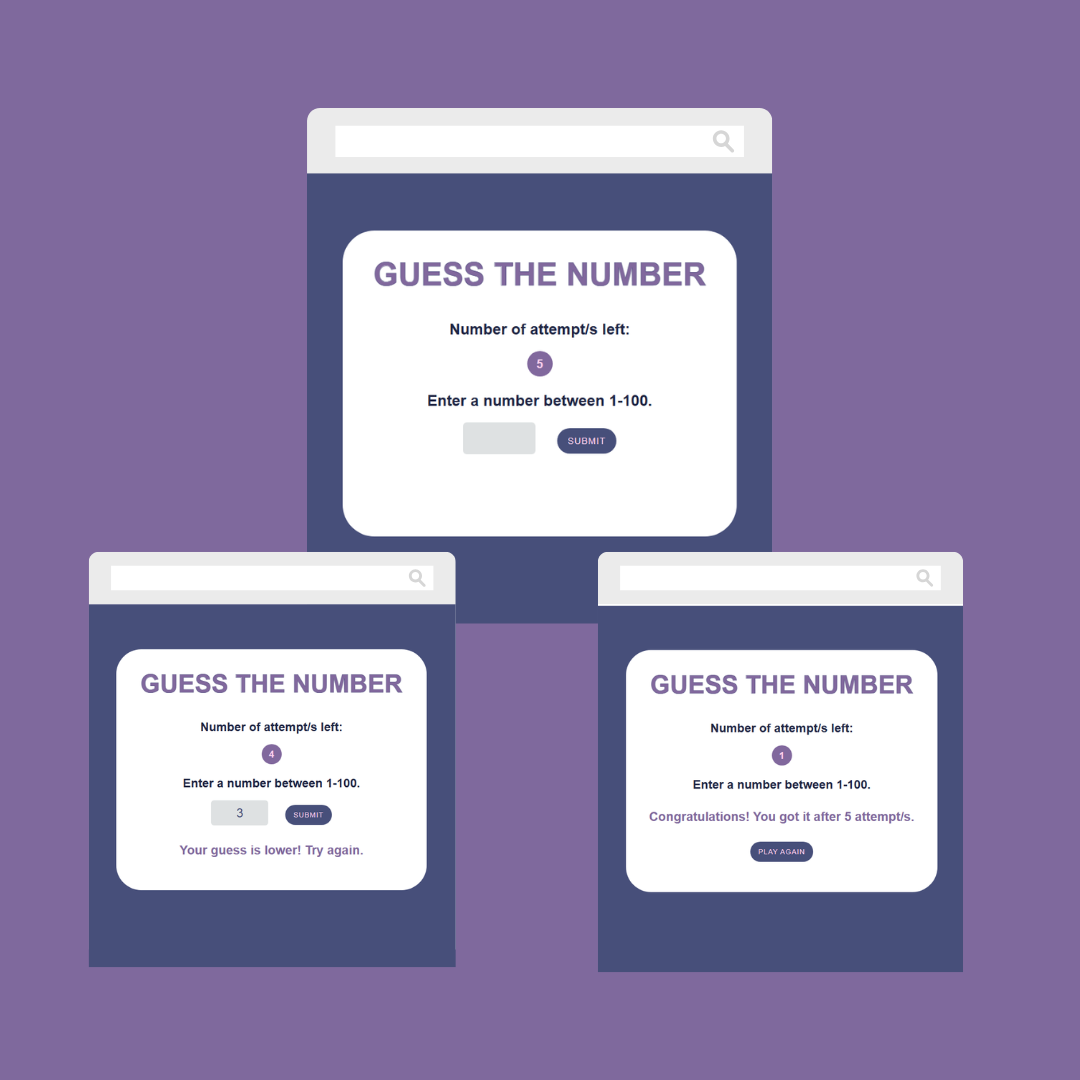 GUESS THE NUMBER
Number of attempt/s left:
5
Enter a number between 1-100.
SUBMIT
GUESS THE NUMBER
Number of attempt/s left:
4
Enter a number between 1-100.
3 SUBMIT
Your guess is lower! Try again.
GUESS THE NUMBER
Number of attempt/s left:
1
Enter a number between 1-100.
Congratulations! You got it after 5 attempt/s.
PLAY AGAIN